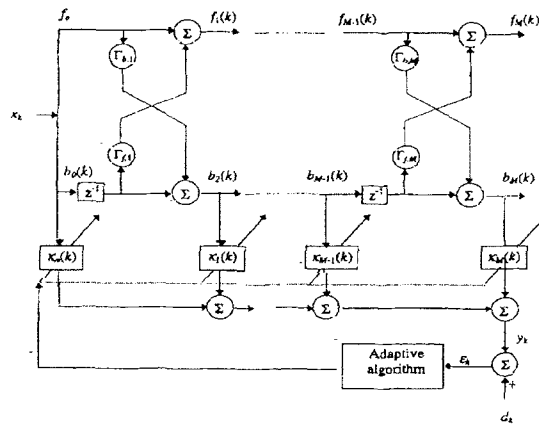 f₀ f₁(k) f_{M-1}(k) f_M(k)
Σ Σ
Γ_{b,1} Γ_{b,M}
x_k
Γ_{f,1} Γ_{f,M}
b₀(k) b₂(k) b_{M-1}(k) b_M(k)
z⁻¹ Σ z⁻¹ Σ
κ₀(k) κ₁(k) κ_{M-1}(k) κ_M(k)
Σ Σ Σ
y_k
Adaptive
algorithm
ε_k Σ
+
d_k